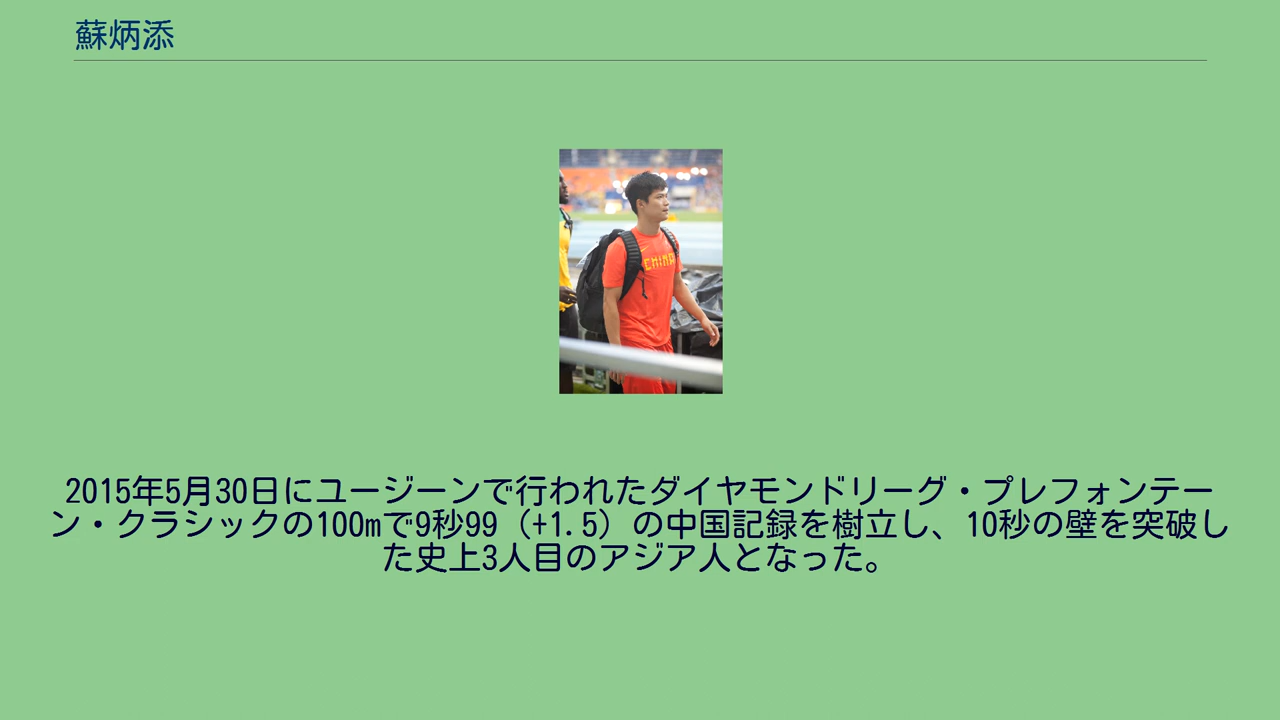 蘇炳添
CHINA
2015年5月30日にユージーンで行われたダイヤモンドリーグ・プレフォンテー
ン・クラシックの100mで9秒99（+1.5）の中国記録を樹立し、10秒の壁を突破し
た史上3人目のアジア人となった。